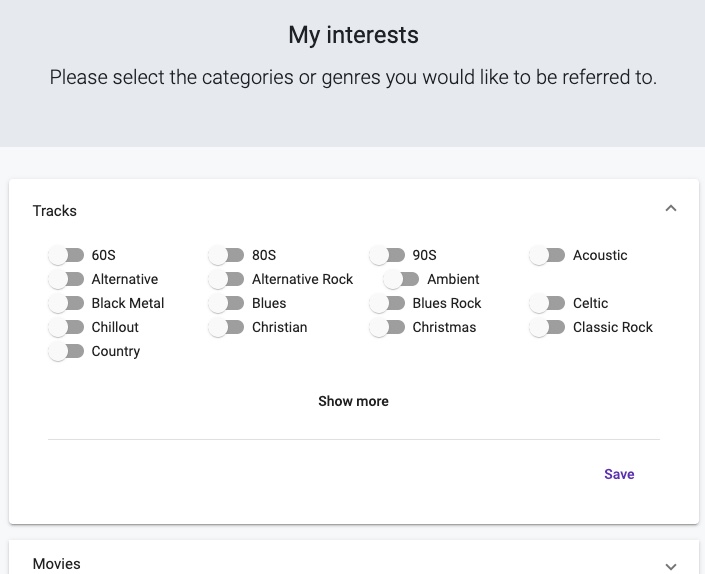 My interests
Please select the categories or genres you would like to be referred to.
Tracks
60S 80S 90S Acoustic
Alternative Alternative Rock Ambient
Black Metal Blues Blues Rock Celtic
Chillout Christian Christmas Classic Rock
Country
Show more
Save
Movies